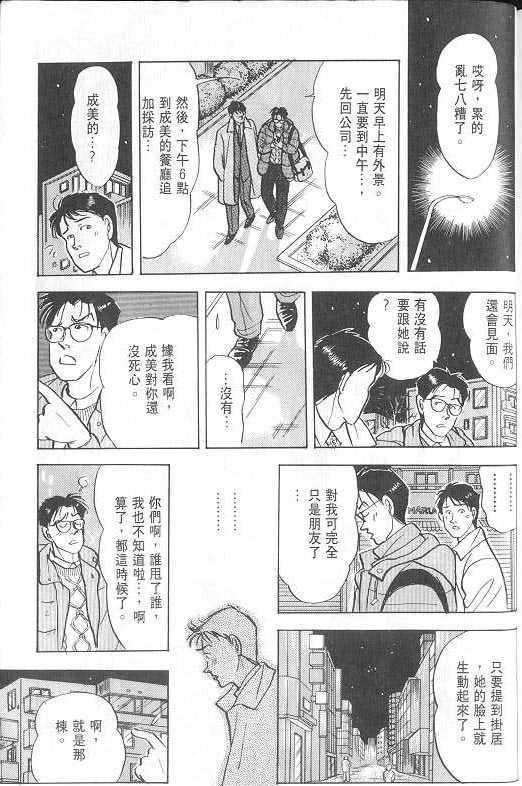 哎呀，累的
亂七八糟了。
明天早上有外景。
一直要到中午…，
先回公司…
然後，下午6點
到成美的餐廳追
加採訪…
成美的…？
明天，我們
還會見面。
有沒有話
要跟她說
？
…沒有…
據我看啊，
成美對你還
沒死心。
………
MARUA
對我可完全
只是朋友了
………
………
你們啊，誰甩了誰，
我也不知道啦…，啊
算了，都這時候了。
只要提到掛居
，她的臉上就
生動起來了。
啊，
就是那
棟。